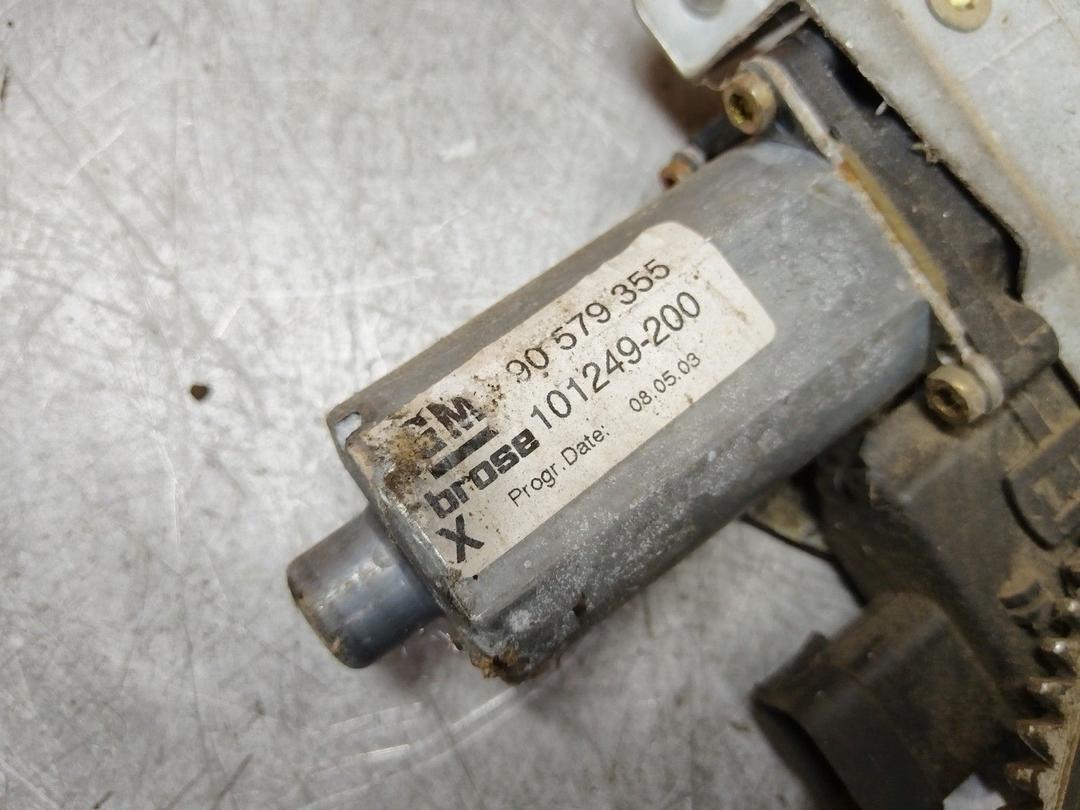 90 579 355
GM
brose 101249-200
Progr. Date: 08.05.03
X